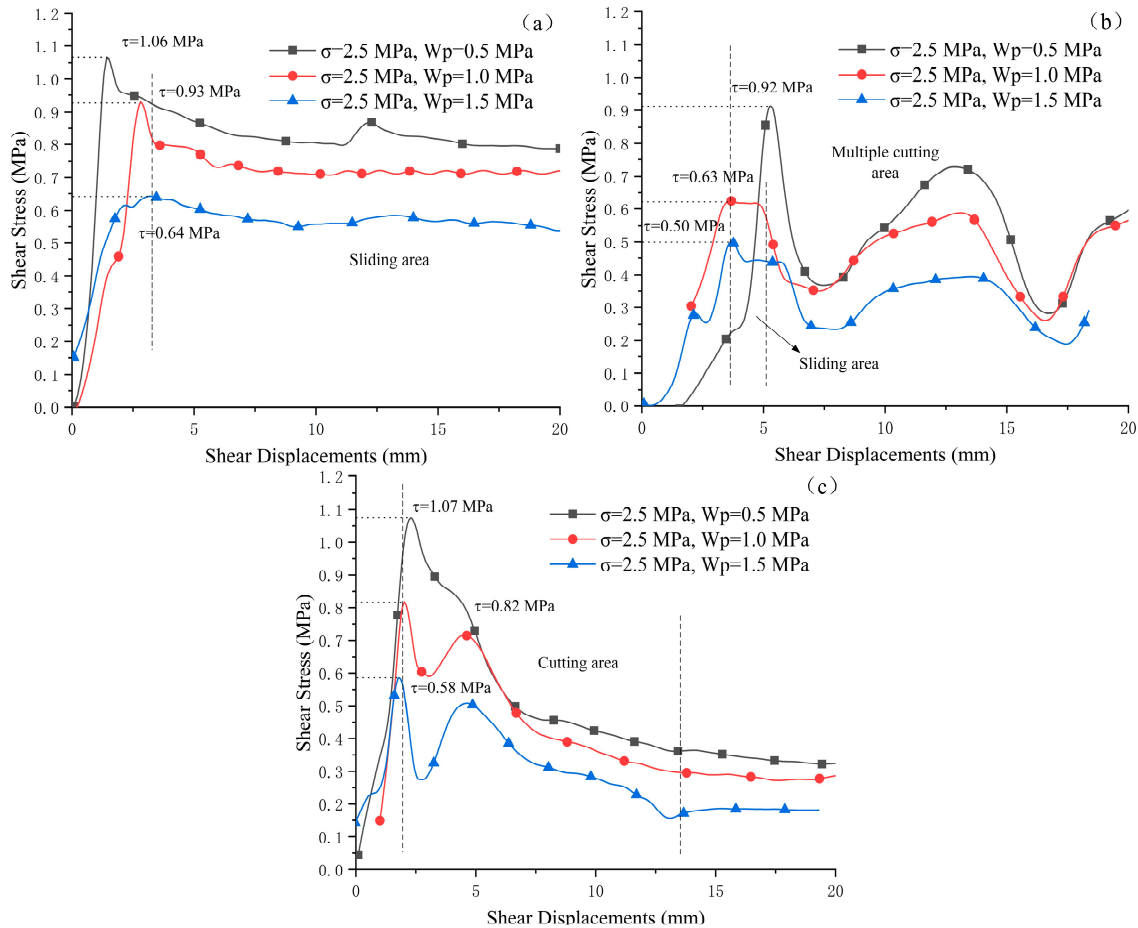 (a)
1.2
1.1
1.0
0.9
0.8
0.7
0.6
0.5
0.4
0.3
0.2
0.1
0.0
Shear Stress (MPa)
τ=1.06 MPa
τ=0.93 MPa
τ=0.64 MPa
σ=2.5 MPa, Wp=0.5 MPa
σ=2.5 MPa, Wp=1.0 MPa
σ=2.5 MPa, Wp=1.5 MPa
Sliding area
0 5 10 15 20
Shear Displacements (mm)
(b)
1.2
1.1
1.0
0.9
0.8
0.7
0.6
0.5
0.4
0.3
0.2
0.1
0.0
Shear Stress (MPa)
σ=2.5 MPa, Wp=0.5 MPa
σ=2.5 MPa, Wp=1.0 MPa
σ=2.5 MPa, Wp=1.5 MPa
τ=0.92 MPa
τ=0.63 MPa
τ=0.50 MPa
Multiple cutting
area
Sliding area
0 5 10 15 20
Shear Displacements (mm)
(c)
1.2
1.1
1.0
0.9
0.8
0.7
0.6
0.5
0.4
0.3
0.2
0.1
0.0
Shear Stress (MPa)
τ=1.07 MPa
σ=2.5 MPa, Wp=0.5 MPa
σ=2.5 MPa, Wp=1.0 MPa
σ=2.5 MPa, Wp=1.5 MPa
τ=0.82 MPa
Cutting area
τ=0.58 MPa
0 5 10 15 20
Shear Displacements (mm)